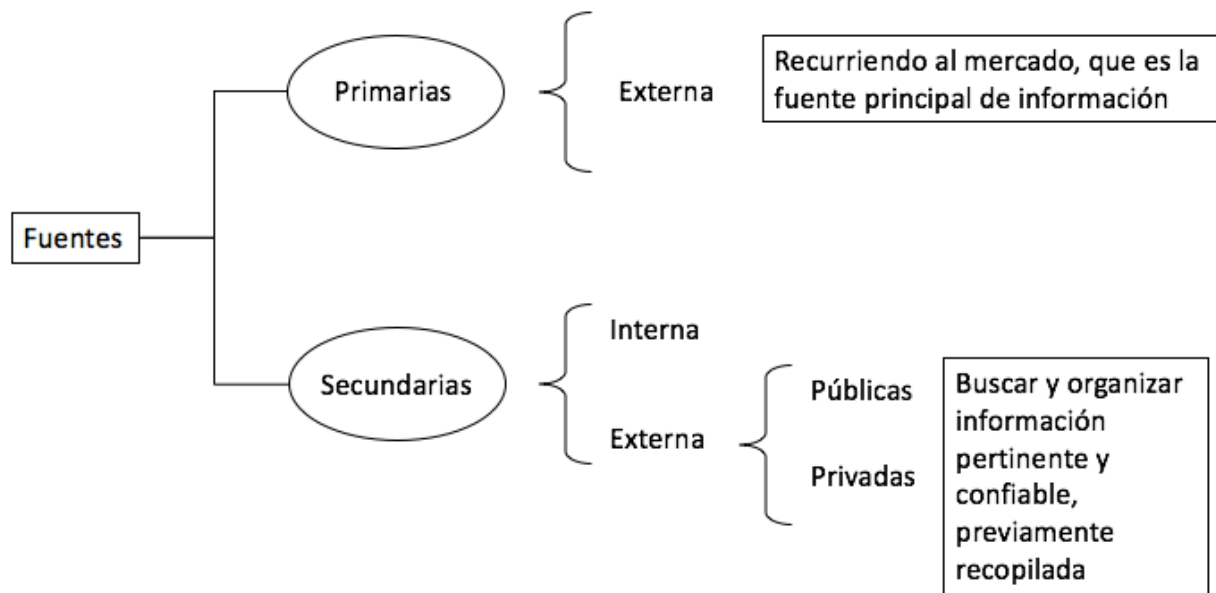 Primarias
Externa
Recurriendo al mercado, que es la
fuente principal de información
Fuentes
Secundarias
Interna
Externa
Públicas
Privadas
Buscar y organizar
información
pertinente y
confiable,
previamente
recopilada